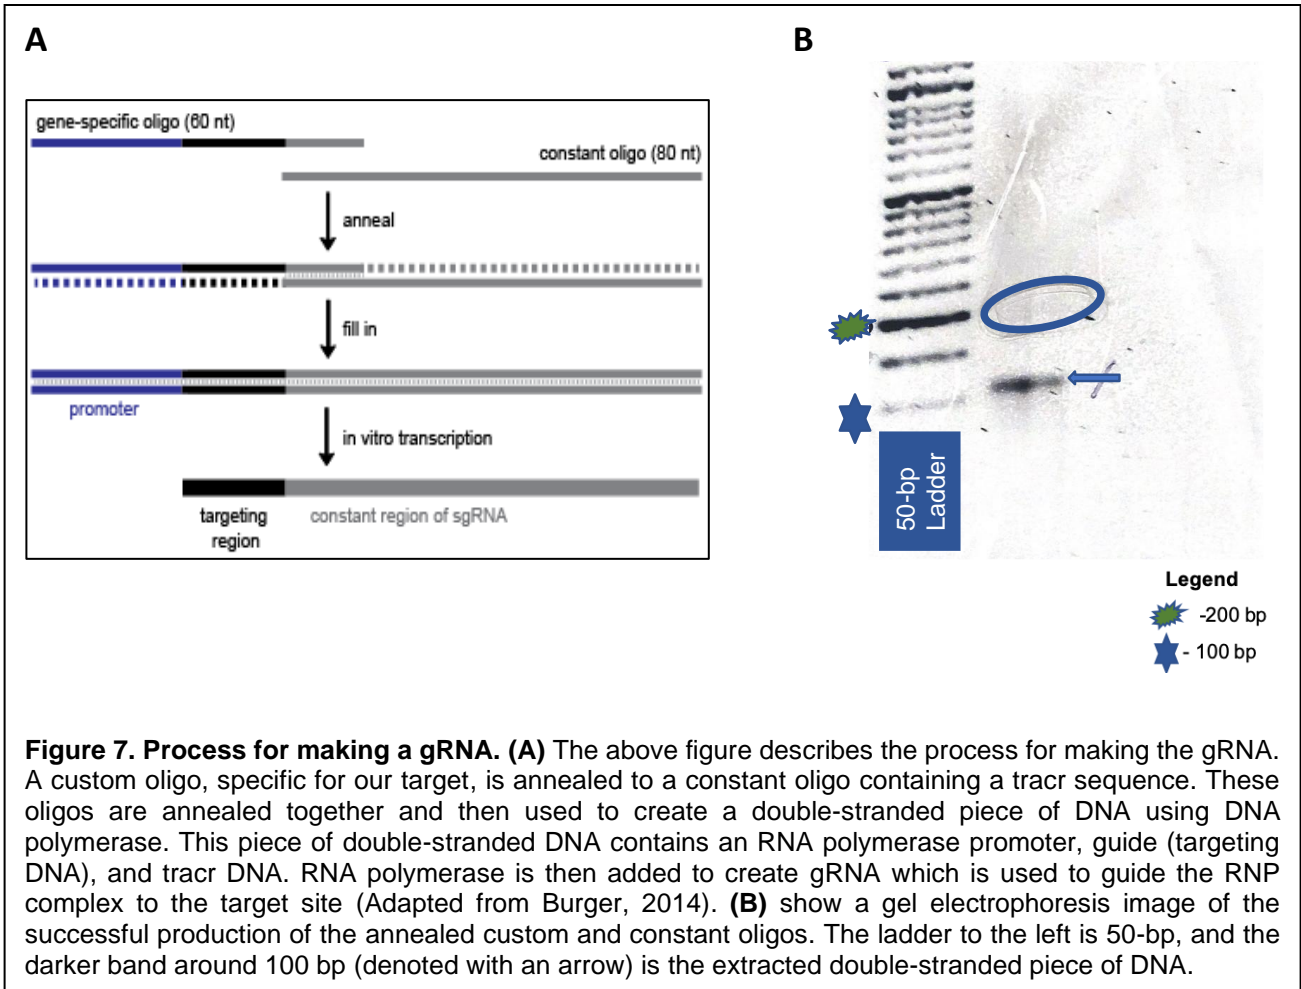 A
B
gene-specific oligo (60 nt)
constant oligo (80 nt)
anneal
fill in
promoter
in vitro transcription
targeting
region
constant region of sgRNA
50-bp
Ladder
Legend
-200 bp
- 100 bp
Figure 7. Process for making a gRNA. (A) The above figure describes the process for making the gRNA.
A custom oligo, specific for our target, is annealed to a constant oligo containing a tracr sequence. These
oligos are annealed together and then used to create a double-stranded piece of DNA using DNA
polymerase. This piece of double-stranded DNA contains an RNA polymerase promoter, guide (targeting
DNA), and tracr DNA. RNA polymerase is then added to create gRNA which is used to guide the RNP
complex to the target site (Adapted from Burger, 2014). (B) show a gel electrophoresis image of the
successful production of the annealed custom and constant oligos. The ladder to the left is 50-bp, and the
darker band around 100 bp (denoted with an arrow) is the extracted double-stranded piece of DNA.